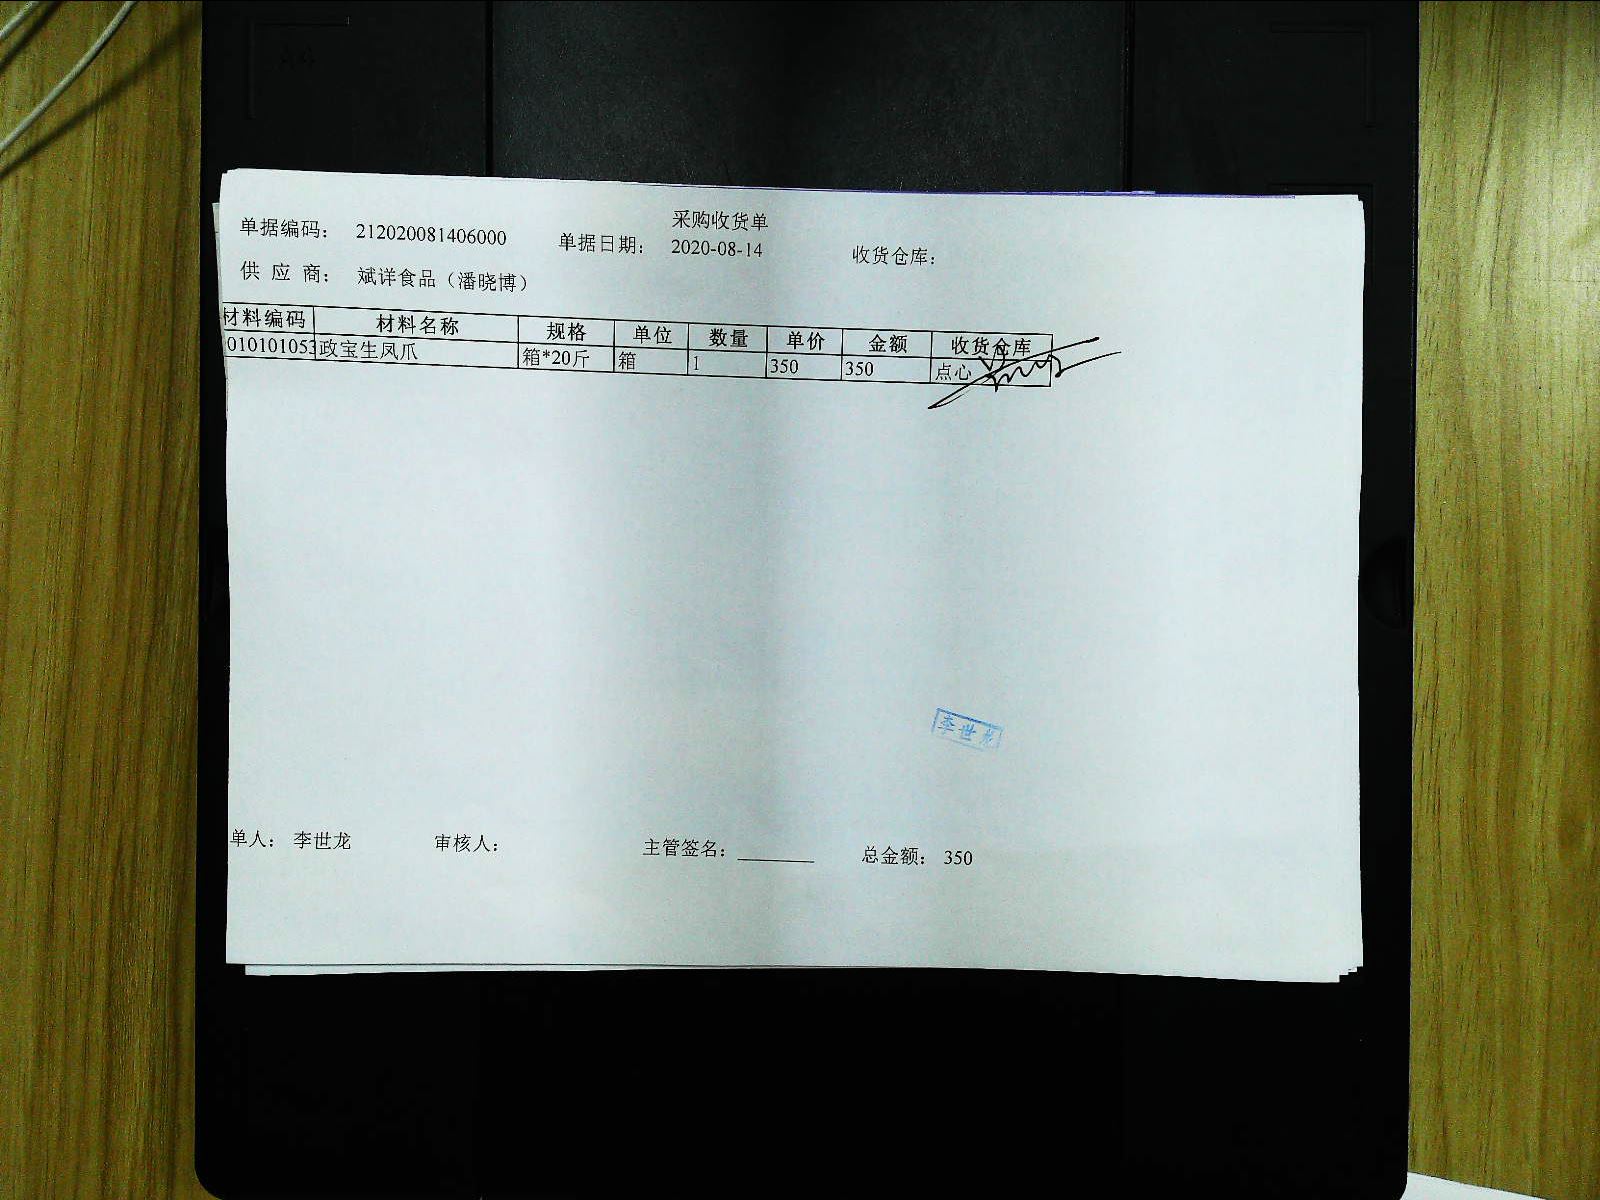 采购收货单
单据编码： 212020081406000 单据日期： 2020-08-14 收货仓库：
供 应 商： 斌详食品（潘晓博）
材料编码 材料名称 规格 单位 数量 单价 金额 收货仓库
010101053 政宝生凤爪 箱*20斤 箱 1 350 350 点心
李世龙
单人： 李世龙 审核人： 主管签名： 总金额： 350